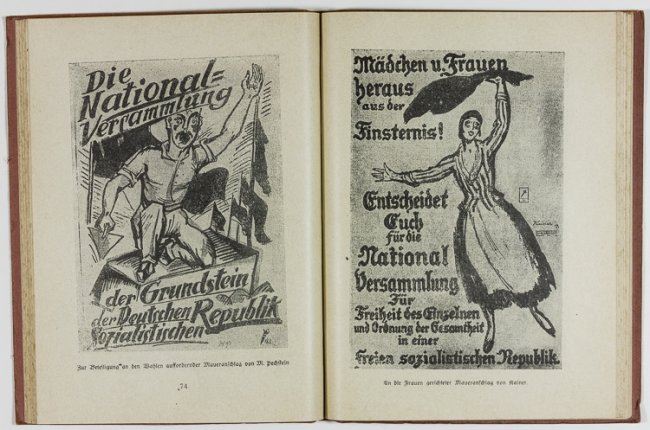 Die
National=
Versammlung
der Grundstein
der Deutschen
Sozialistischen Republik
Zur Beteiligung an den Wahlen auffordernder Maueranschlag von M. Pechstein
74
Mädchen u. Frauen
heraus
aus der
Finsternis!
Entscheidet
Euch
für die
National
Versammlung
Für
Freiheit des Einzelnen
und Ordnung der Gesamtheit
in einer
freien sozialistischen Republik.
An die Frauen gerichteter Maueranschlag von Kainer